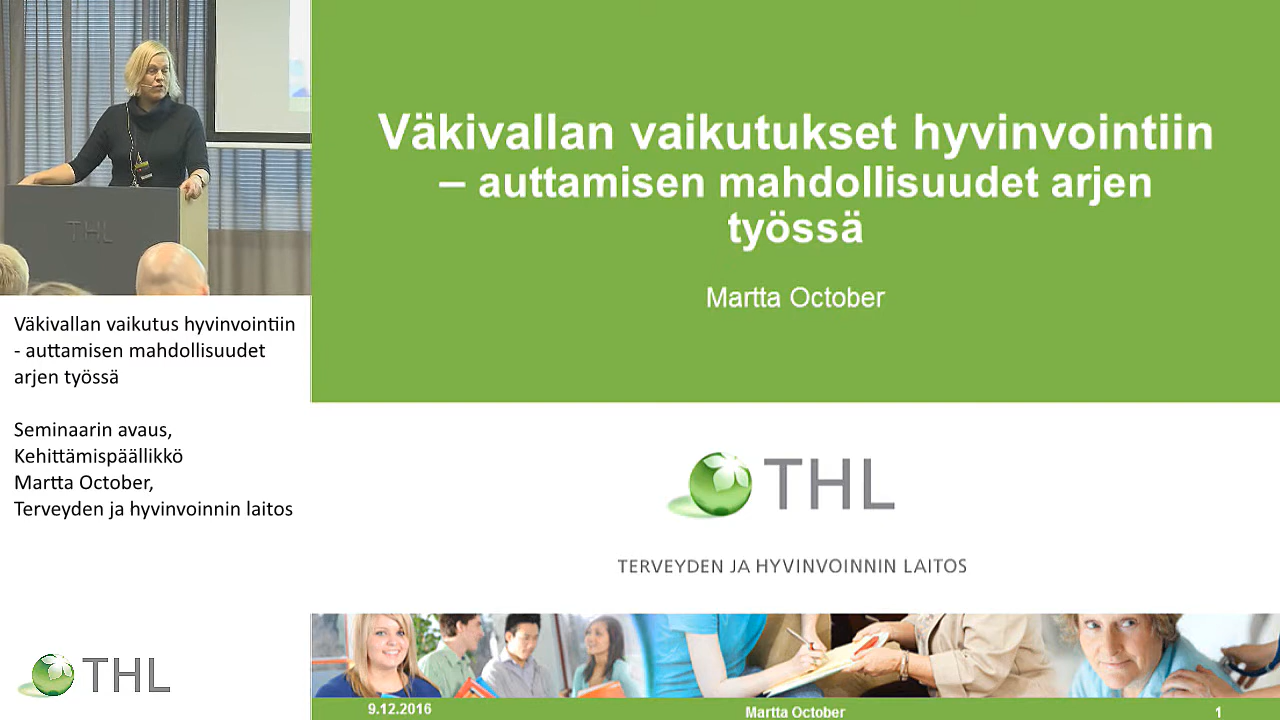 THL
Väkivallan vaikutus hyvinvointiin
- auttamisen mahdollisuudet
arjen työssä
Seminaarin avaus,
Kehittämispäällikkö
Martta October,
Terveyden ja hyvinvoinnin laitos
THL
Väkivallan vaikutukset hyvinvointiin
– auttamisen mahdollisuudet arjen
työssä
Martta October
THL
TERVEYDEN JA HYVINVOINNIN LAITOS
9.12.2016
Martta October
1